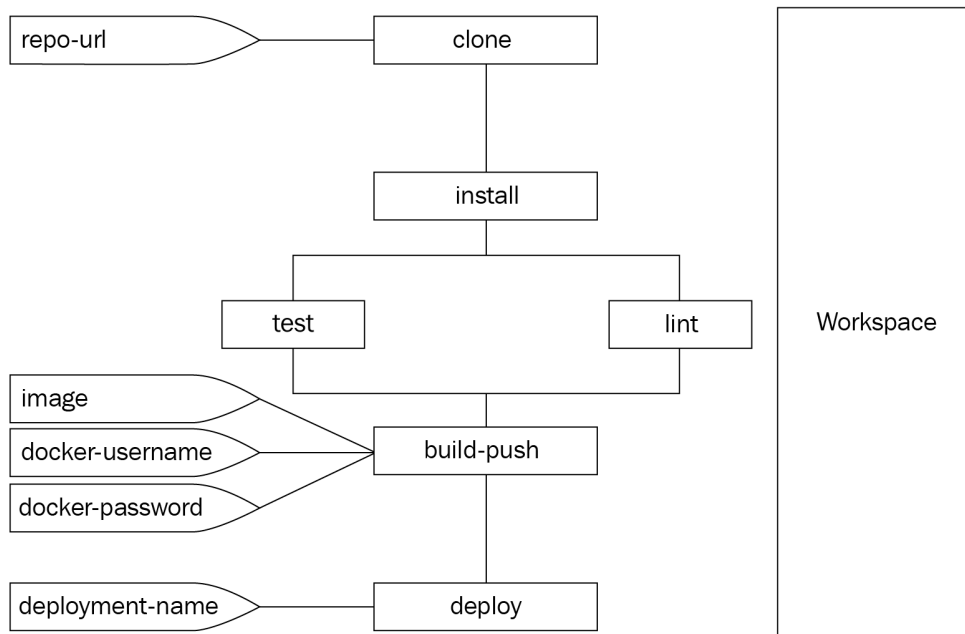 repo-url
clone
install
test
lint
Workspace
image
docker-username
build-push
docker-password
deployment-name
deploy